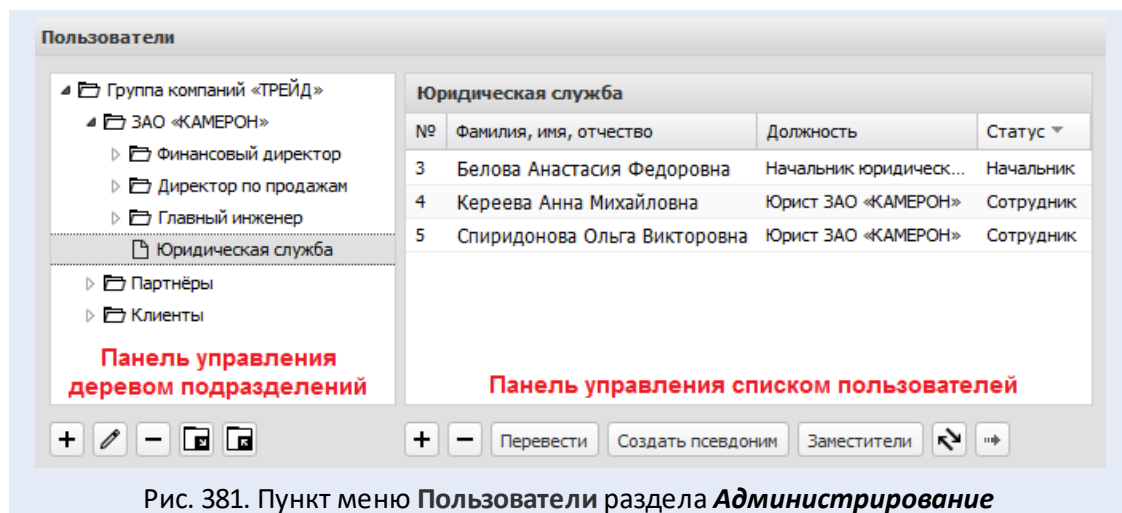 Пользователи
Группа компаний «ТРЕЙД»
ЗАО «КАМЕРОН»
Финансовый директор
Директор по продажам
Главный инженер
Юридическая служба
Партнёры
Клиенты
Панель управления
деревом подразделений
Юридическая служба
№ Фамилия, имя, отчество Должность Статус
3 Белова Анастасия Федоровна Начальник юридическ... Начальник
4 Кереева Анна Михайловна Юрист ЗАО «КАМЕРОН» Сотрудник
5 Спиридонова Ольга Викторовна Юрист ЗАО «КАМЕРОН» Сотрудник
Панель управления списком пользователей
Перевести Создать псевдоним Заместители
Рис. 381. Пункт меню Пользователи раздела Администрирование